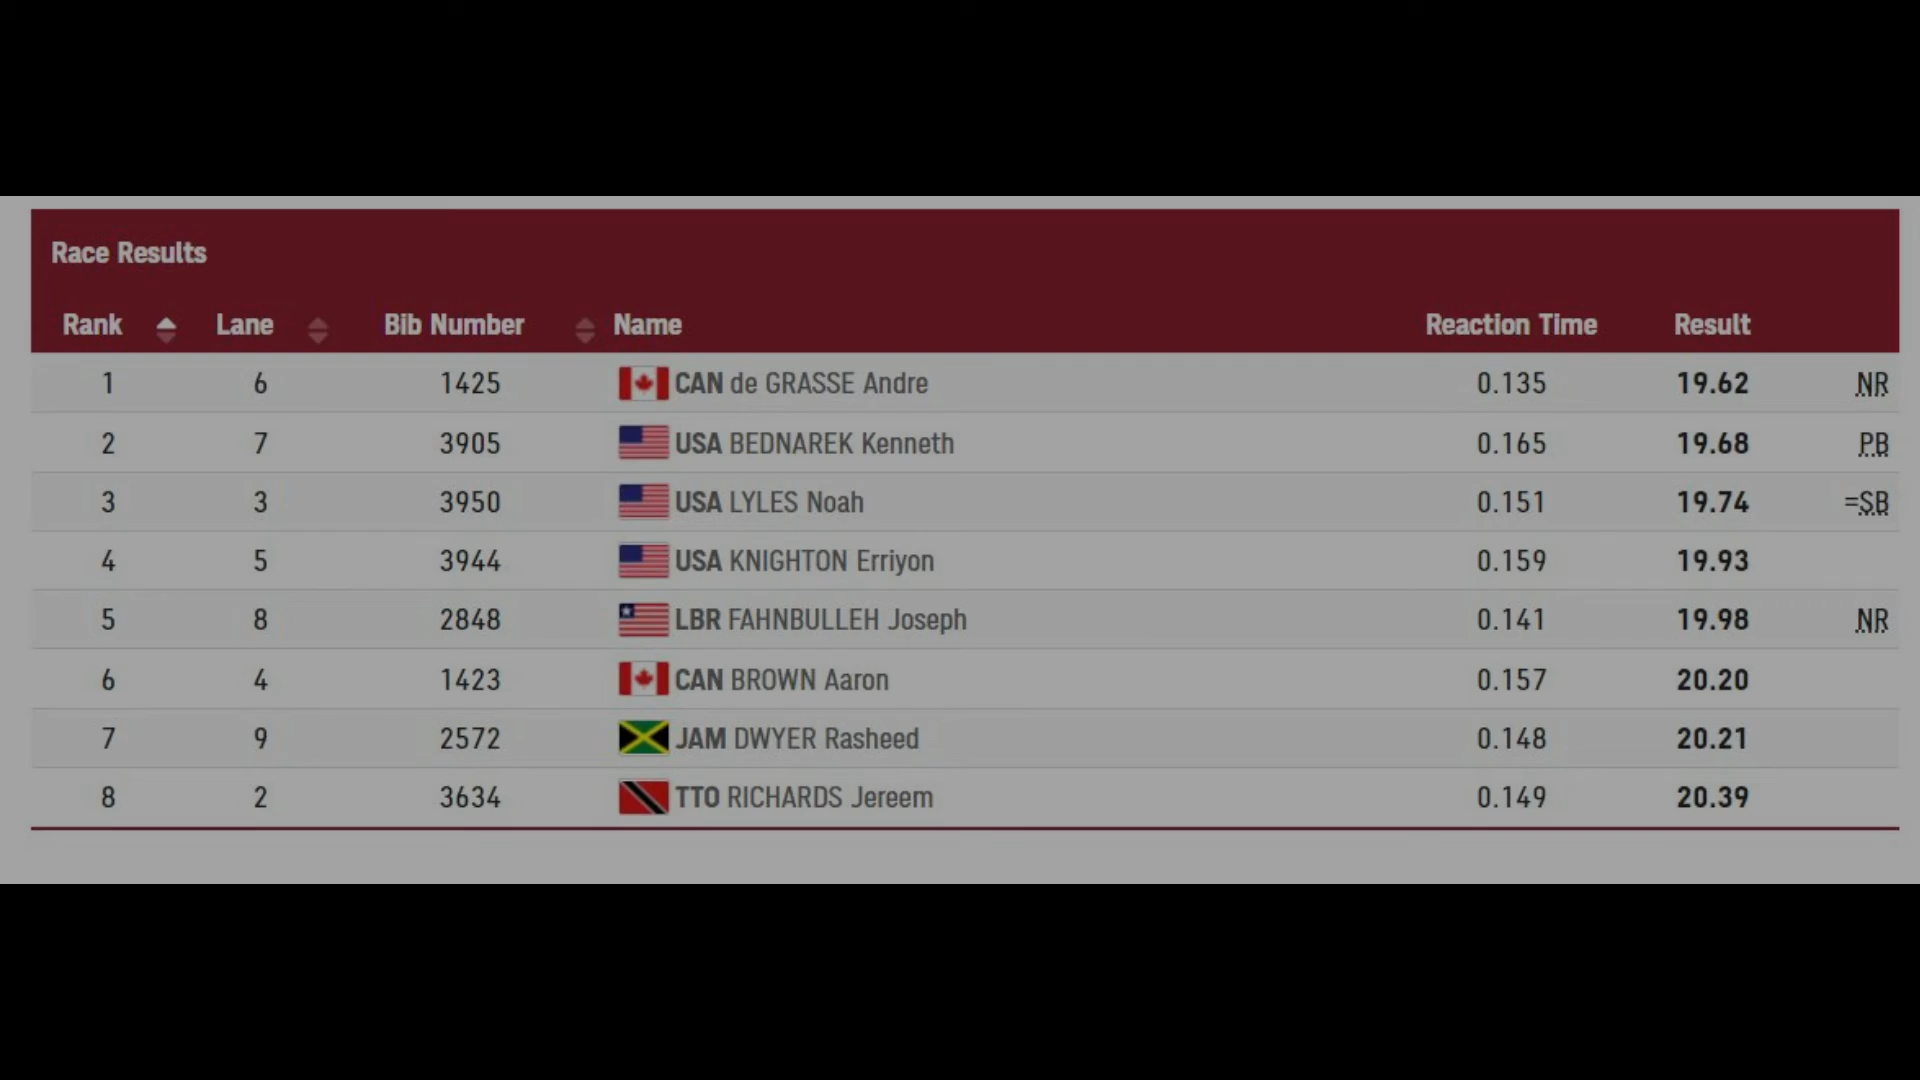 Race Results
Rank Lane Bib Number Name Reaction Time Result
1 6 1425 CAN de GRASSE Andre 0.135 19.62 NR
2 7 3905 USA BEDNAREK Kenneth 0.165 19.68 PB
3 3 3950 USA LYLES Noah 0.151 19.74 =SB
4 5 3944 USA KNIGHTON Erriyon 0.159 19.93
5 8 2848 LBR FAHNBULLEH Joseph 0.141 19.98 NR
6 4 1423 CAN BROWN Aaron 0.157 20.20
7 9 2572 JAM DWYER Rasheed 0.148 20.21
8 2 3634 TTO RICHARDS Jereem 0.149 20.39